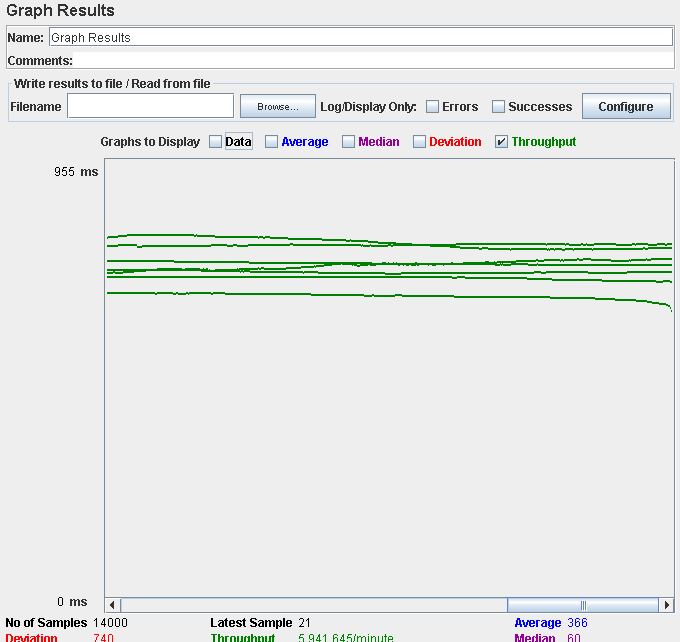 Graph Results
Name: Graph Results
Comments:
Write results to file / Read from file
Filename Browse... Log/Display Only: Errors Successes Configure
Graphs to Display Data Average Median Deviation Throughput
955 ms
0 ms
No of Samples 14000 Latest Sample 21 Average 366
Deviation 740 Throughput 5,941.645/minute Median 60